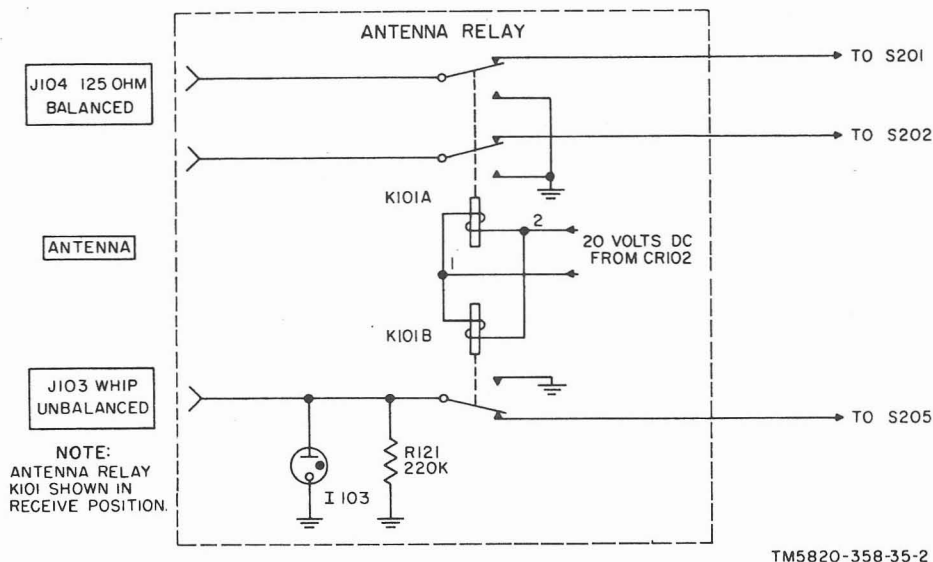 ANTENNA RELAY
TO S201
J104 125 OHM
BALANCED
TO S202
K101A
2
ANTENNA
20 VOLTS DC
FROM CR102
1
K101B
J103 WHIP
UNBALANCED
TO S205
NOTE:
ANTENNA RELAY
K101 SHOWN IN
RECEIVE POSITION.
R121
220K
I 103
TM5820-358-35-2